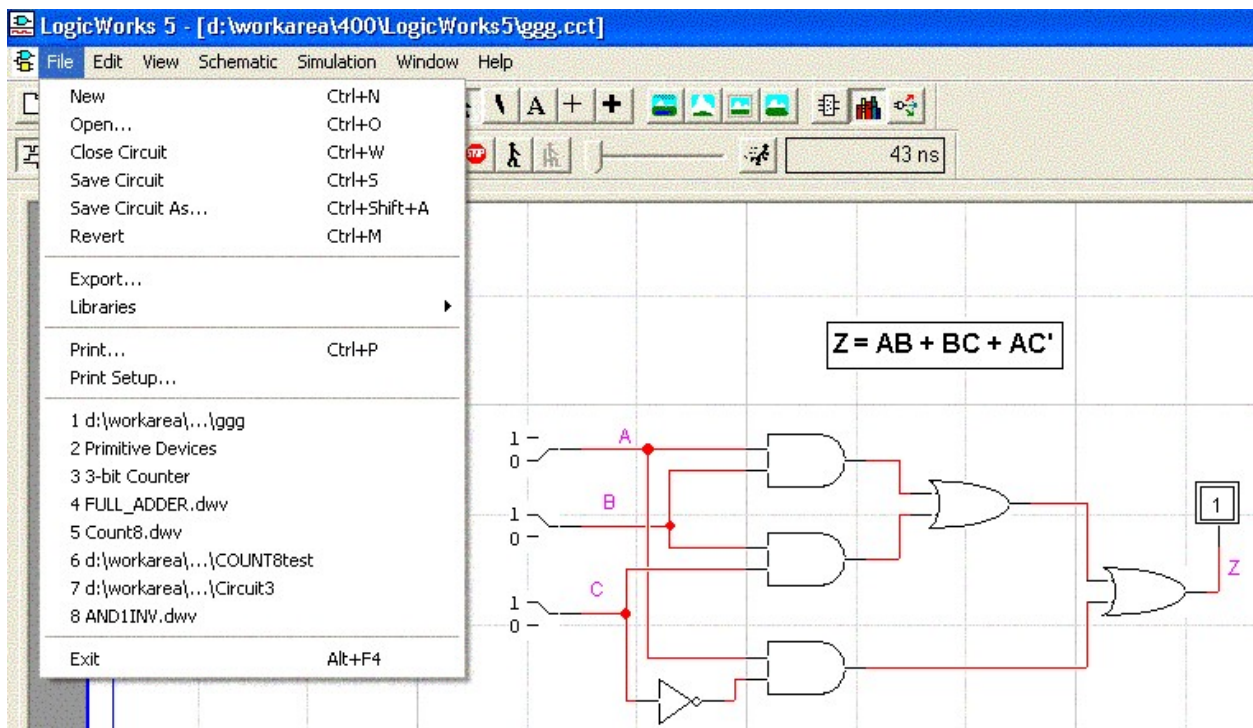 LogicWorks 5 - [d:\workarea\400\LogicWorks5\ggg.cct]
File Edit View Schematic Simulation Window Help
New Ctrl+N
Open... Ctrl+O
Close Circuit Ctrl+W
Save Circuit Ctrl+S
Save Circuit As... Ctrl+Shift+A
Revert Ctrl+M
Export...
Libraries
Print... Ctrl+P
Print Setup...
1 d:\workarea\...\ggg
2 Primitive Devices
3 3-bit Counter
4 FULL_ADDER.dwv
5 Count8.dwv
6 d:\workarea\...\COUNT8test
7 d:\workarea\...\Circuit3
8 AND1INV.dwv
Exit Alt+F4
A
STOP
43 ns
Z = AB + BC + AC'
A
1
0
B
1
0
C
1
0
1
Z